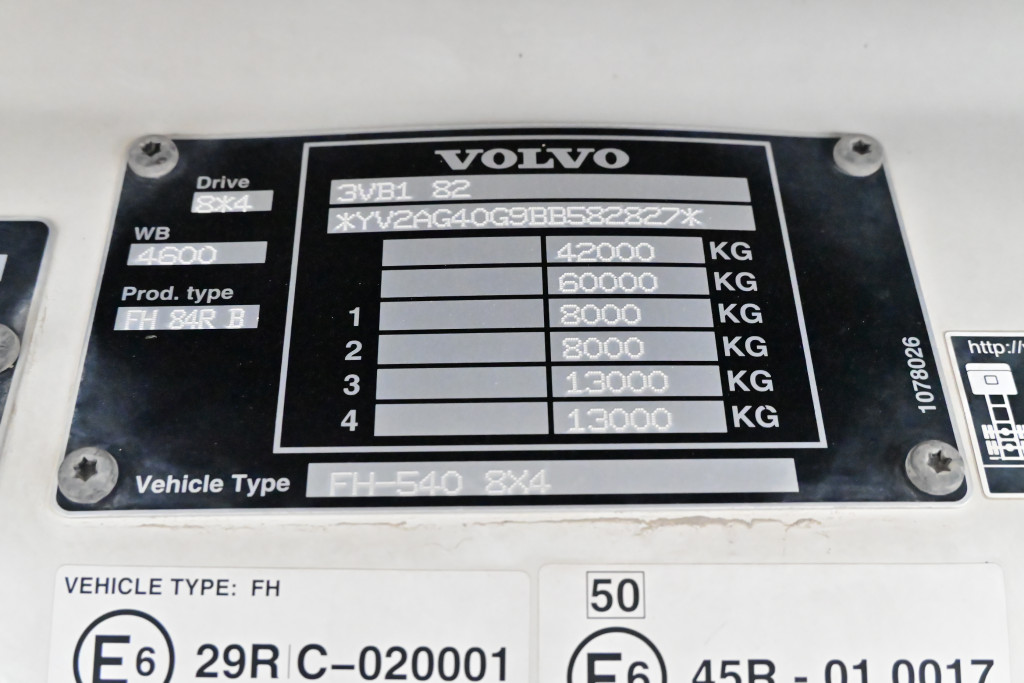 VOLVO
Drive
8*4
3VB1 82
*YV2AG40G9BB582827*
WB
4600
42000 KG
60000 KG
Prod. type
FH 84R B
1 8000 KG
2 8000 KG
3 13000 KG
4 13000 KG
1078026
http://
Vehicle Type FH-540 8X4
VEHICLE TYPE: FH
E6 29R C-020001
50
E6 45R - 01 0017